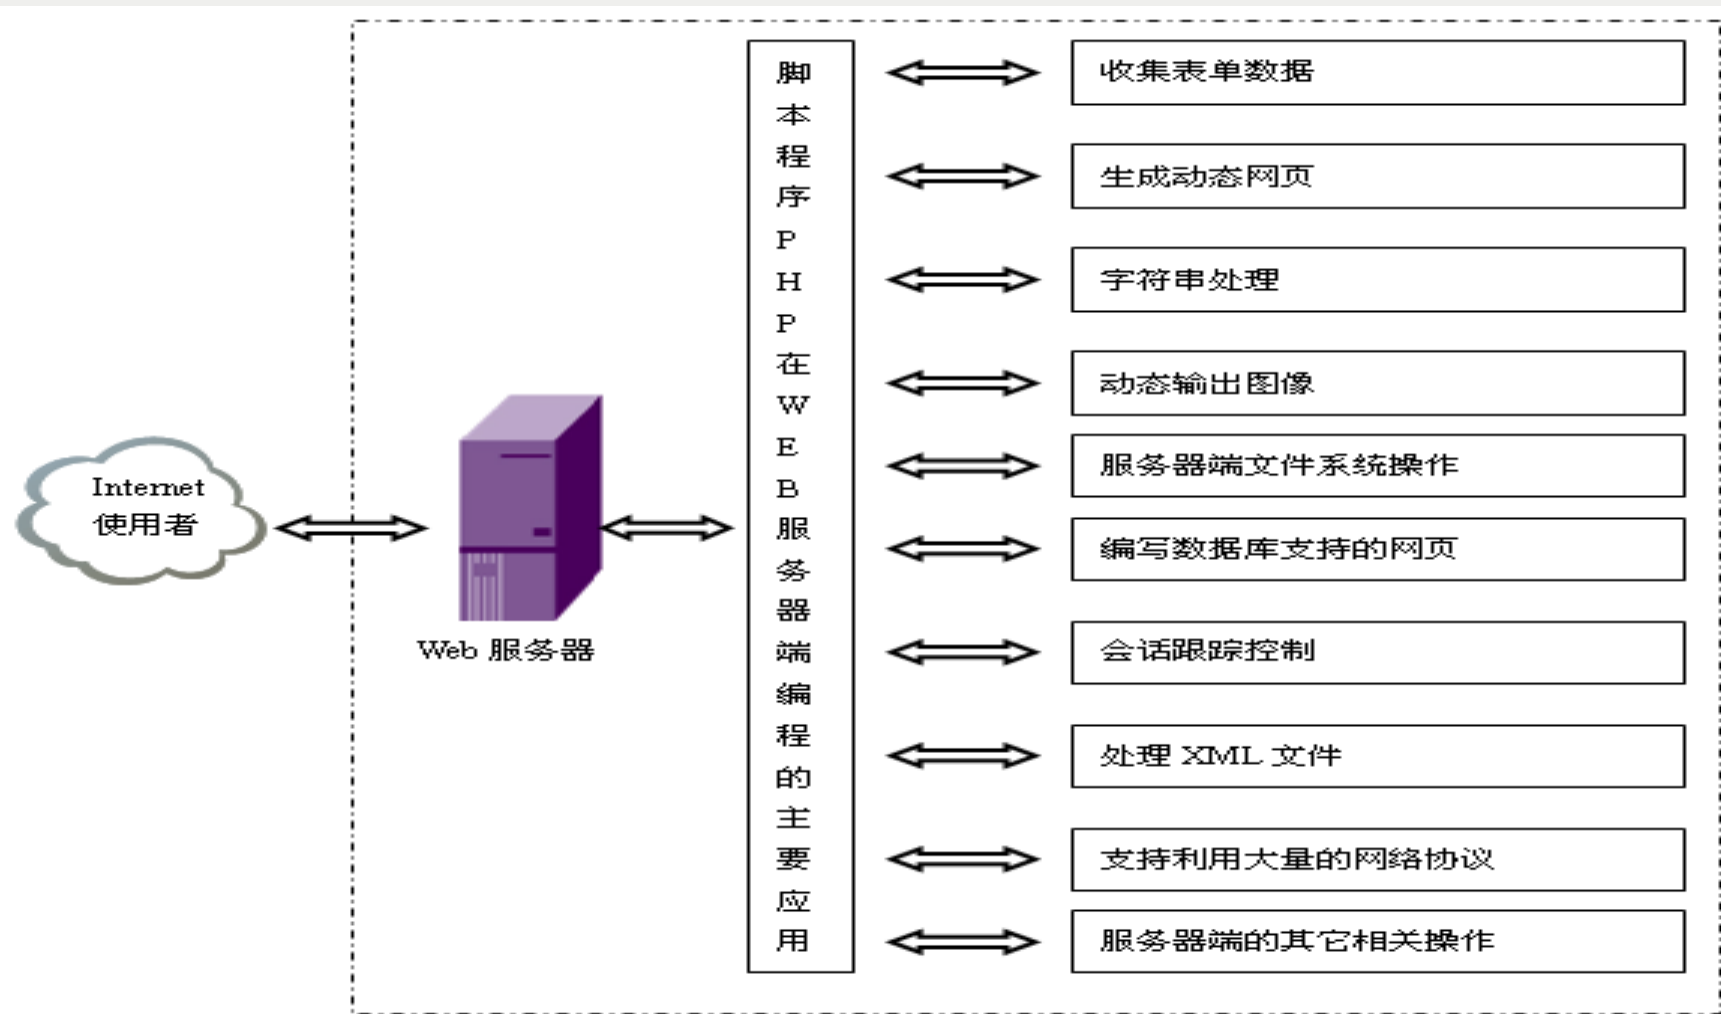 Internet
使用者
Web 服务器
脚本程序PHP在WEB服务器端编程的主要应用
收集表单数据
生成动态网页
字符串处理
动态输出图像
服务器端文件系统操作
编写数据库支持的网页
会话跟踪控制
处理 XML 文件
支持利用大量的网络协议
服务器端的其它相关操作